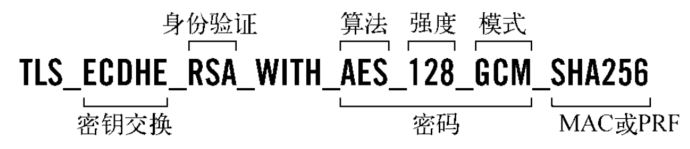 身份验证 算法 强度 模式
TLS_ECDHE_RSA_WITH_AES_128_GCM_SHA256
密钥交换 密码 MAC或PRF